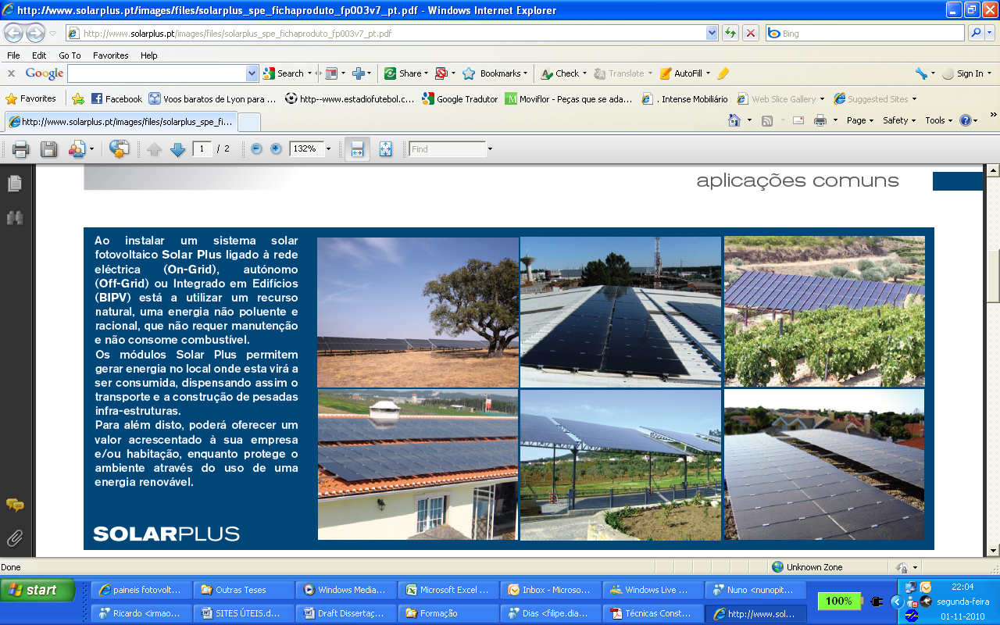 http://www.solarplus.pt/images/files/solarplus_spe_fichaproduto_fp003v7_pt.pdf - Windows Internet Explorer
http://www.solarplus.pt/images/files/solarplus_spe_fichaproduto_fp003v7_pt.pdf
Bing
File Edit Go To Favorites Help
x Google Search Share Bookmarks Check Translate AutoFill Sign In
Favorites Facebook Voos baratos de Lyon para ... http--www.estadiofutebol.c... Google Tradutor Moviflor - Peças que se ada... . Intense Mobiliário Web Slice Gallery Suggested Sites
http://www.solarplus.pt/images/files/solarplus_spe_fi... Page Safety Tools »
1 / 2 132% Find
aplicações comuns
Ao instalar um sistema solar
fotovoltaico Solar Plus ligado à rede
eléctrica (On-Grid), autónomo
(Off-Grid) ou Integrado em Edifícios
(BIPV) está a utilizar um recurso
natural, uma energia não poluente e
racional, que não requer manutenção
e não consome combustível.
Os módulos Solar Plus permitem
gerar energia no local onde esta virá a
ser consumida, dispensando assim o
transporte e a construção de pesadas
infra-estruturas.
Para além disto, poderá oferecer um
valor acrescentado à sua empresa
e/ou habitação, enquanto protege o
ambiente através do uso de uma
energia renovável.
SOLARPLUS
Done Unknown Zone
start paineis fotovolt... Outras Teses Windows Media... Microsoft Excel ... Inbox - Microso... Windows Live ... Nuno <nunopit... 22:04
100% segunda-feira
Ricardo <irmao... SITES ÚTEIS.d... Draft Dissertaç... Formação Dias <filipe.dia... Técnicas Const... http://www.sol... 01-11-2010